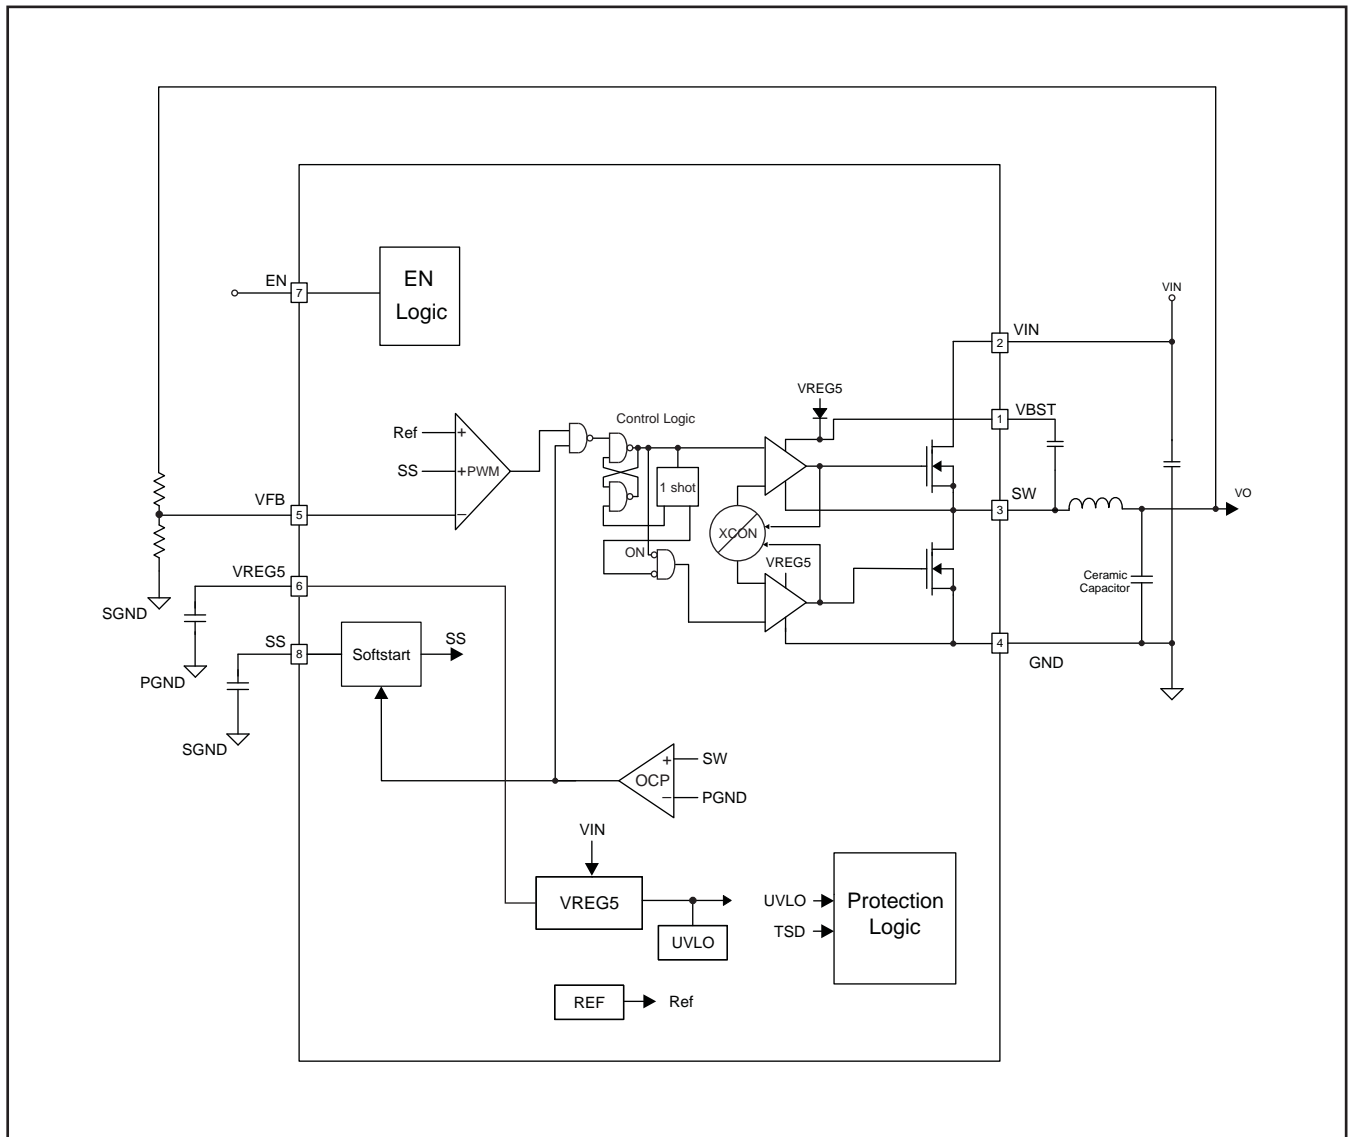 EN
7
EN
Logic
VIN
VIN
2
VREG5
VBST
1
Control Logic
Ref
+
SS
+PWM
−
1 shot
VFB
5
SW
3
VO
XCON
ON
VREG5
VREG5
6
Ceramic
Capacitor
SGND
SS
8
Softstart
SS
4
GND
PGND
SGND
+
SW
OCP
−
PGND
VIN
VREG5
UVLO
UVLO
TSD
Protection
Logic
REF
Ref